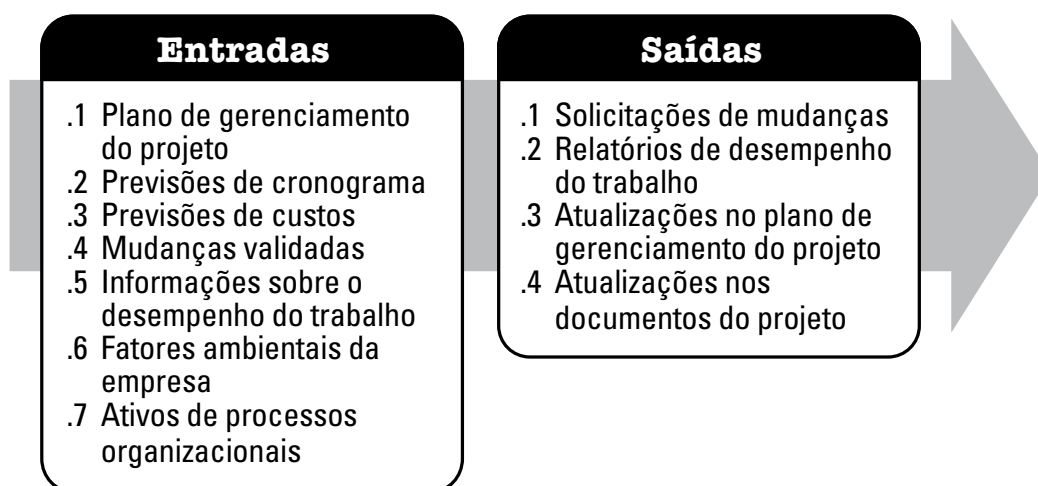 Entradas
.1 Plano de gerenciamento
do projeto
.2 Previsões de cronograma
.3 Previsões de custos
.4 Mudanças validadas
.5 Informações sobre o
desempenho do trabalho
.6 Fatores ambientais da
empresa
.7 Ativos de processos
organizacionais
Saídas
.1 Solicitações de mudanças
.2 Relatórios de desempenho
do trabalho
.3 Atualizações no plano de
gerenciamento do projeto
.4 Atualizações nos
documentos do projeto